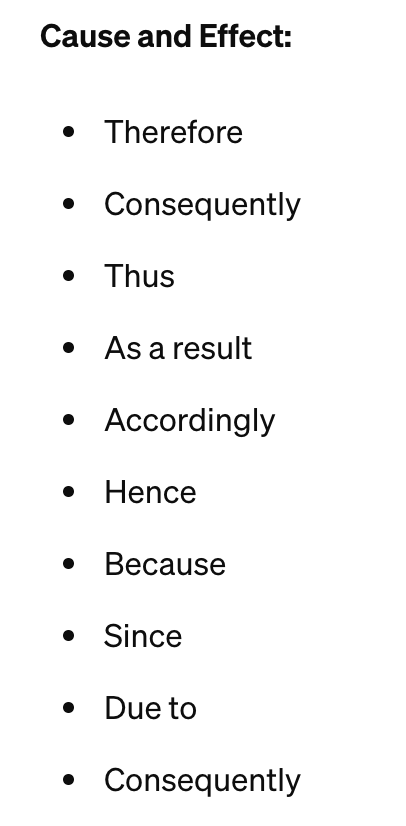 Cause and Effect:
• Therefore
• Consequently
• Thus
• As a result
• Accordingly
• Hence
• Because
• Since
• Due to
• Consequently